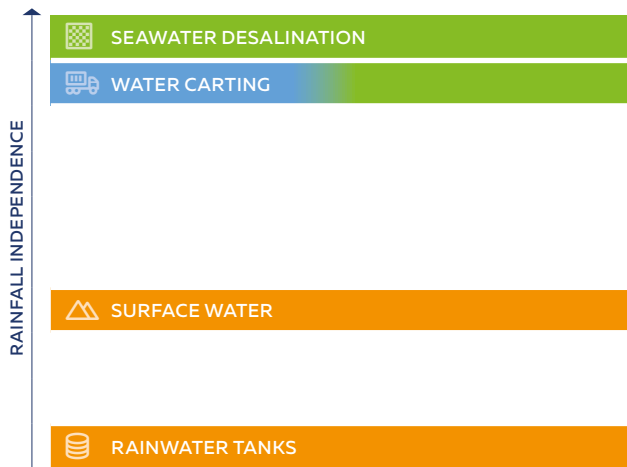 RAINFALL INDEPENDENCE
SEAWATER DESALINATION
WATER CARTING
SURFACE WATER
RAINWATER TANKS